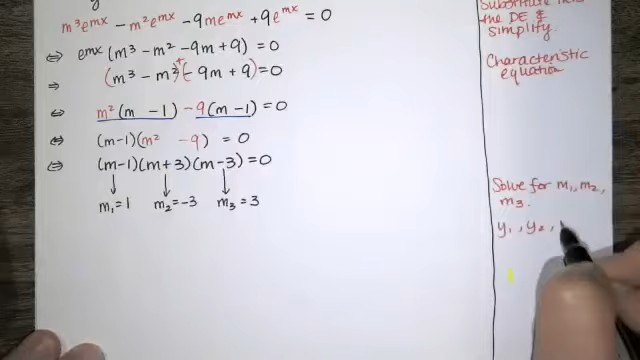 m³e^mx − m²e^mx − 9me^mx + 9e^mx = 0
⇔ e^mx (m³ − m² − 9m + 9) = 0
⇒ (m³ − m²)+(−9m + 9) = 0
⇔ m²(m − 1) − 9(m − 1) = 0
⇔ (m−1)(m² − 9) = 0
⇔ (m−1)(m+3)(m−3) = 0
m₁ = 1 m₂ = −3 m₃ = 3
Substitute into
the DE &
simplify.
Characteristic
equation
Solve for m₁, m₂,
m₃.
y₁, y₂,